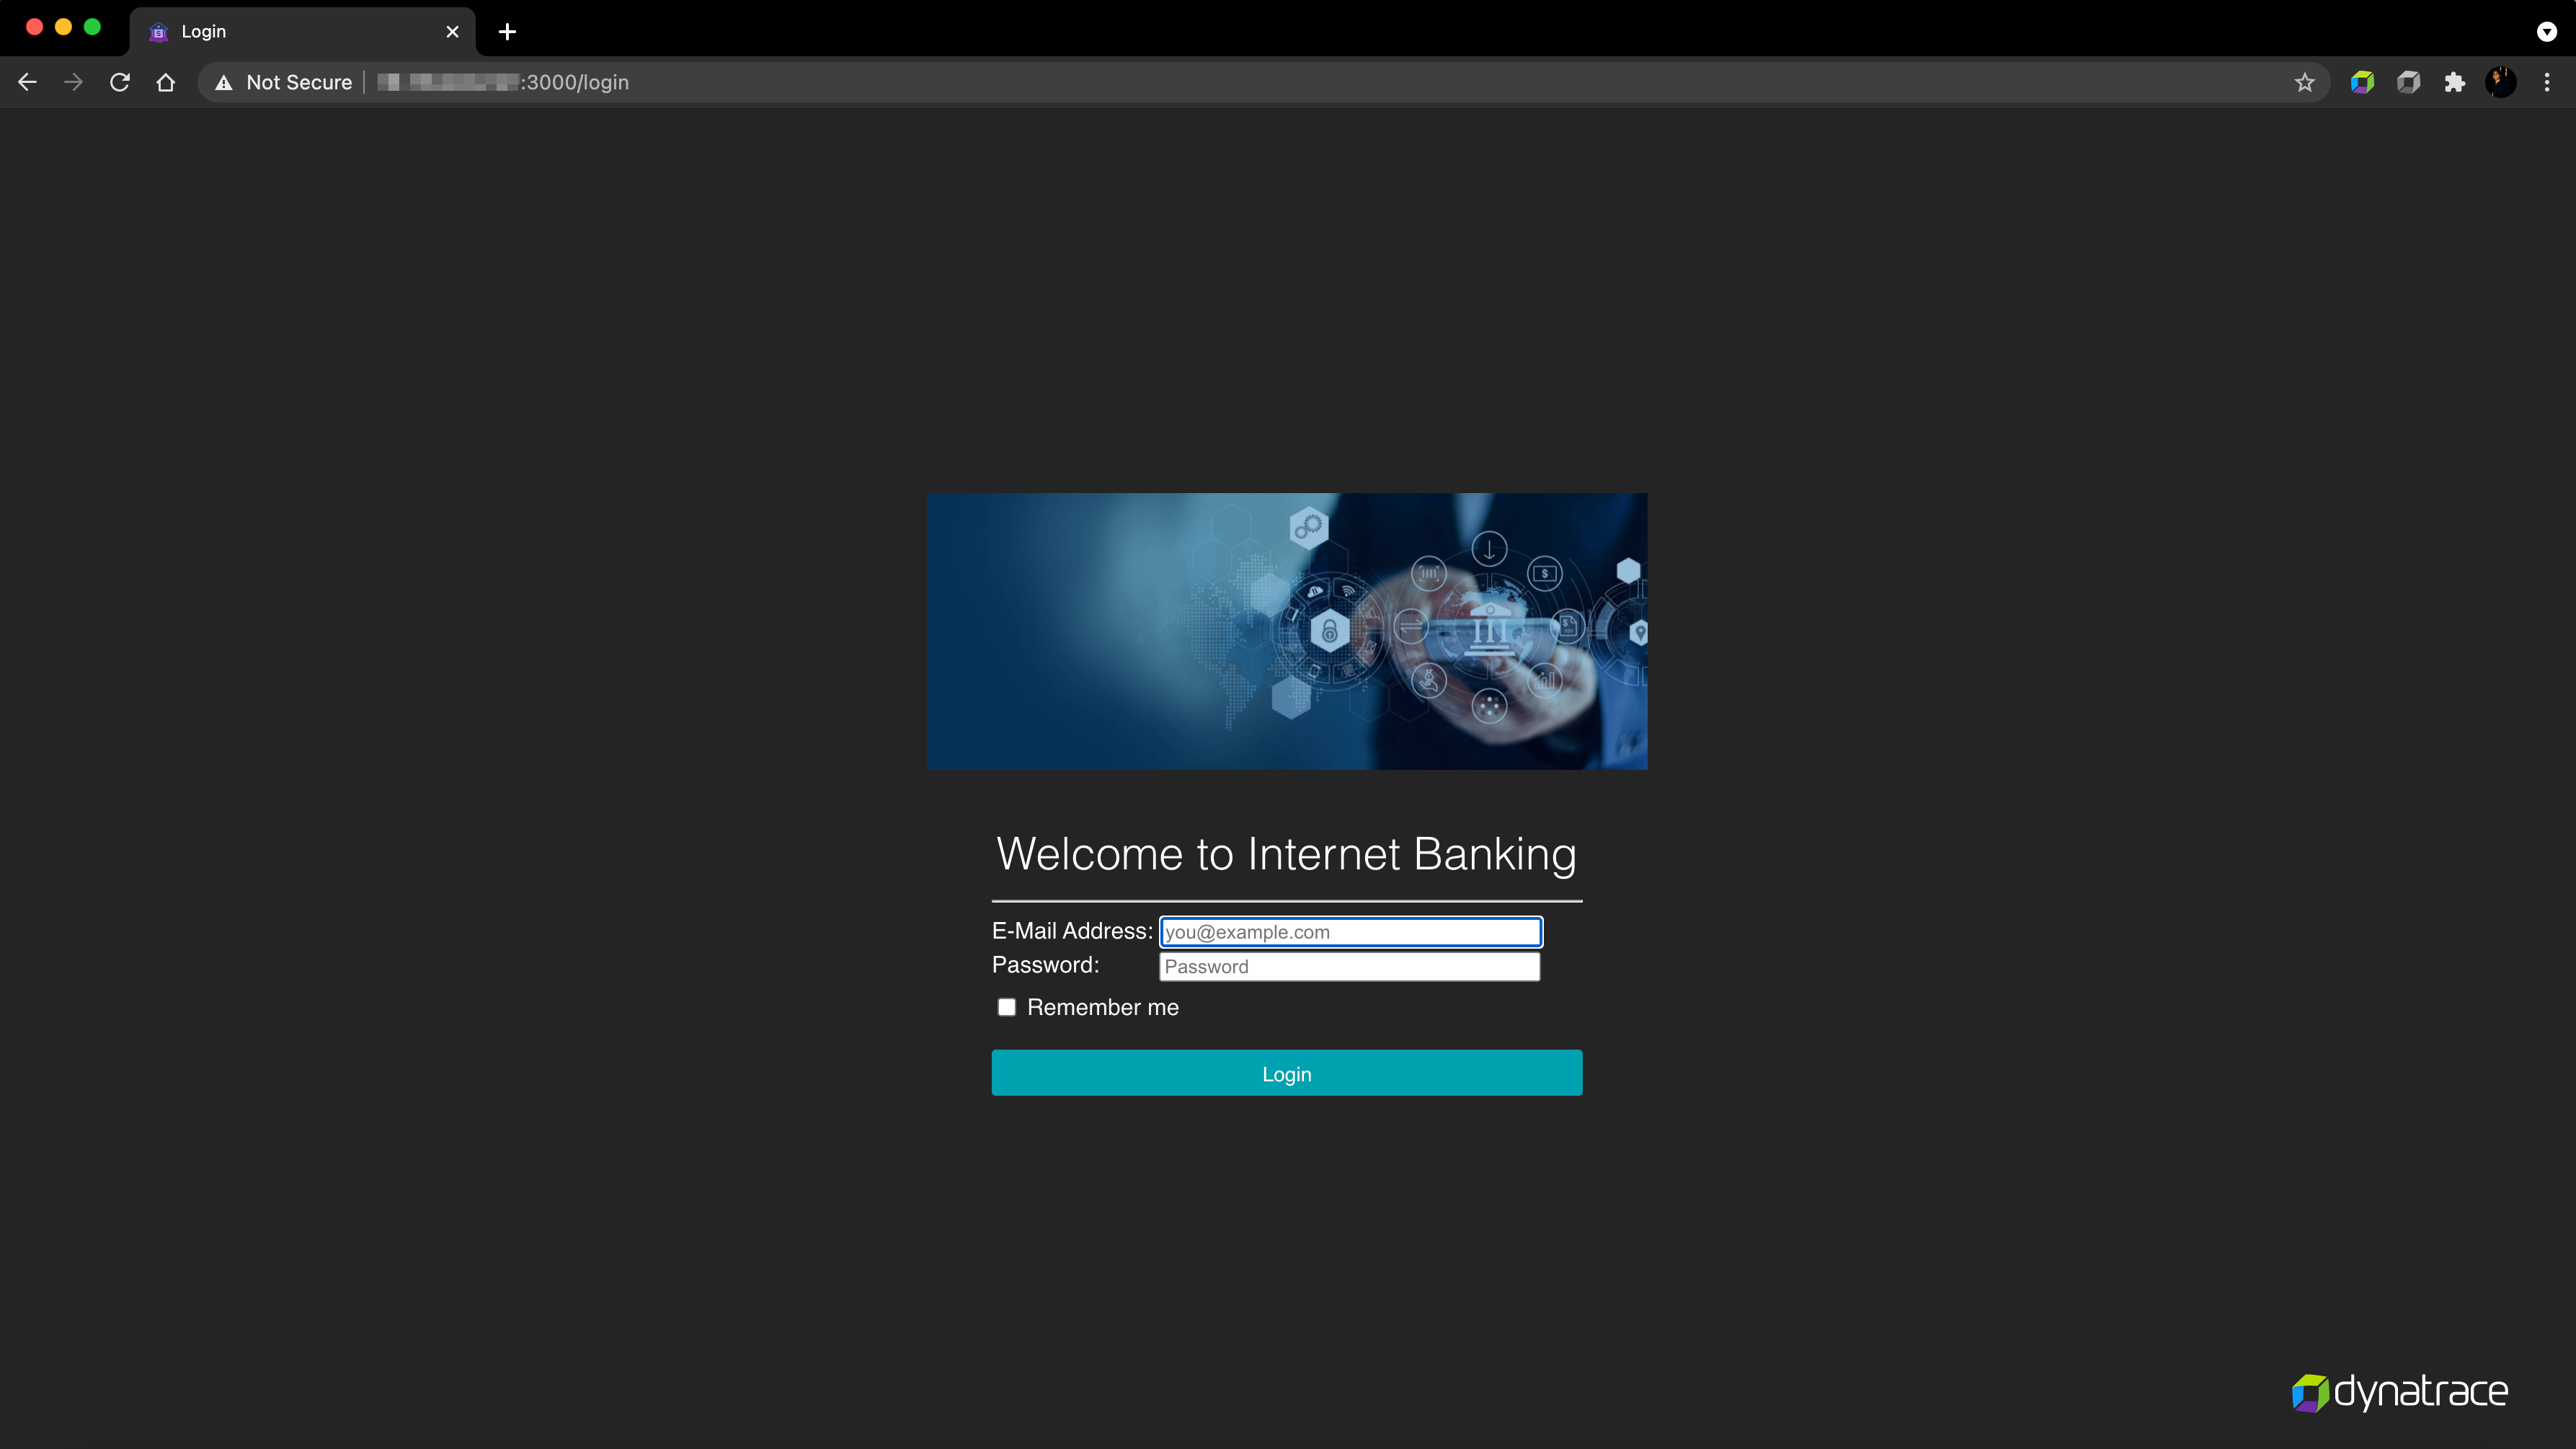 Login
Not Secure
:3000/login
Welcome to Internet Banking
E-Mail Address: you@example.com
Password: Password
Remember me
Login
dynatrace